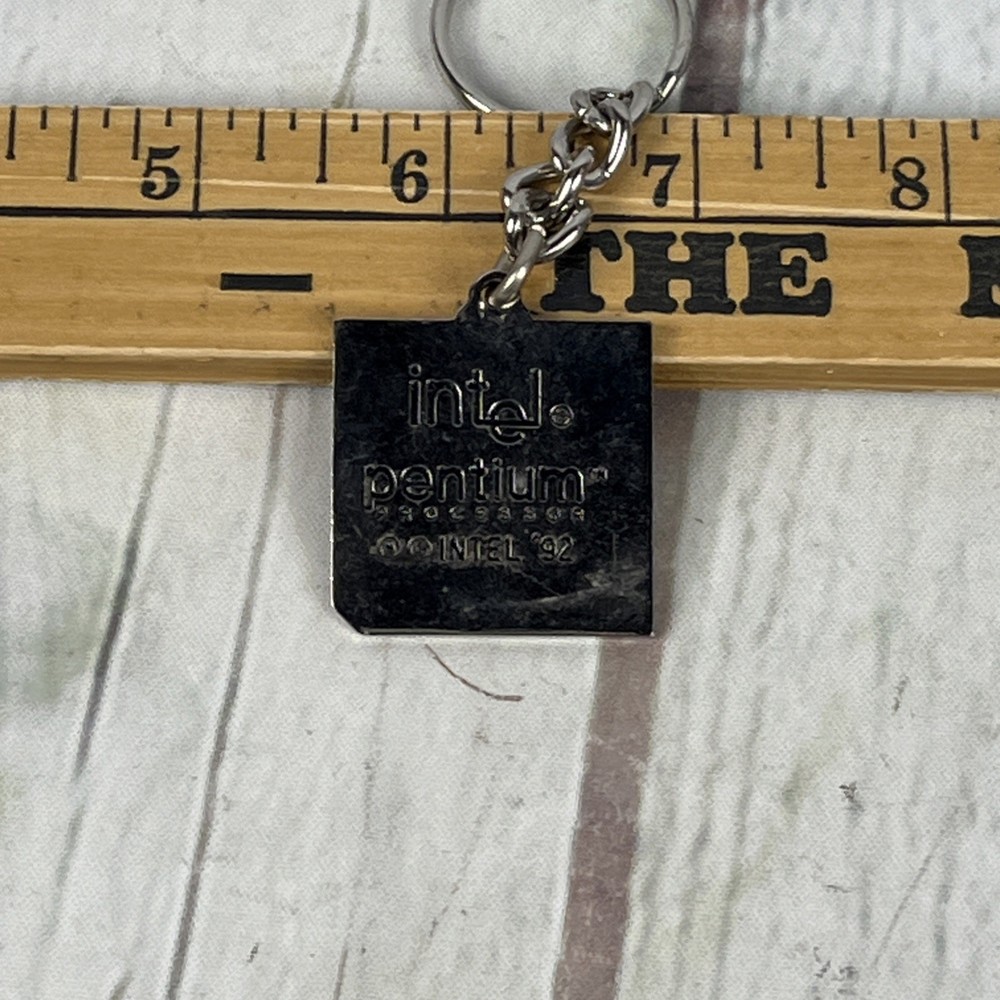 5 6 7 8
- THE
intel®
pentium®
PROCESSOR
Ⓜ © INTEL '92